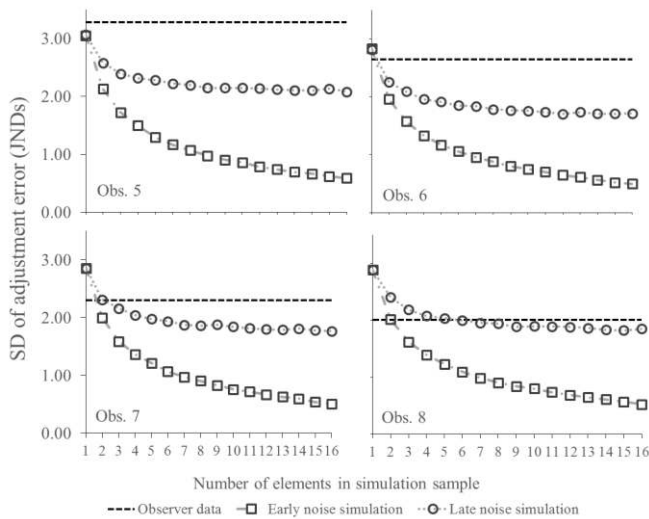 3.00
2.00
1.00
0.00
Obs. 5
Obs. 6
3.00
2.00
1.00
0.00
Obs. 7
Obs. 8
SD of adjustment error (JNDs)
1 2 3 4 5 6 7 8 9 10 11 12 13 14 15 16
1 2 3 4 5 6 7 8 9 10 11 12 13 14 15 16
Number of elements in simulation sample
Observer data Early noise simulation Late noise simulation